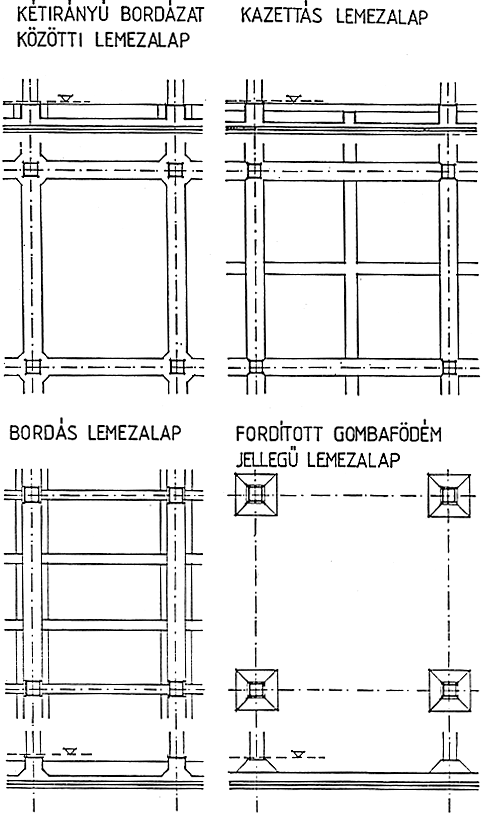 KÉTIRÁNYÚ BORDÁZAT
KÖZÖTTI LEMEZALAP
KAZETTÁS LEMEZALAP
BORDÁS LEMEZALAP
FORDÍTOTT GOMBAFÖDÉM
JELLEGŰ LEMEZALAP